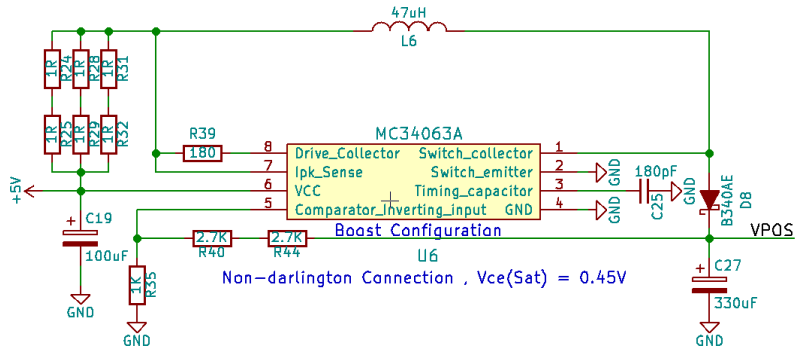 47uH
L6
1R
R24
1R
R28
1R
R31
1R
R25
1R
R29
1R
R32
R39
180
MC34063A
8
Drive_Collector
Switch_collector
1
7
Ipk_Sense
Switch_emitter
2
GND
6
VCC
Timing_capacitor
3
180pF
C25
GND
5
Comparator_Inverting_input
GND
4
GND
B340AE
D8
+5V
C19
100uF
GND
Boost Configuration
U6
2.7K
R40
2.7K
R44
VPOS
1K
R35
GND
Non-darlington Connection , Vce(Sat) = 0.45V
C27
330uF
GND